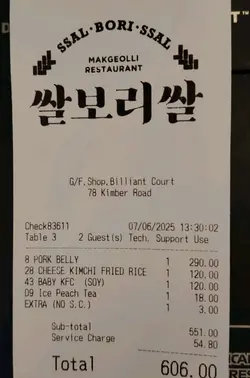 SSAL·BORI·SSAL
MAKGEOLLI
RESTAURANT
쌀보리쌀
G/F,Shop,Billiant Court
78 Kimber Road
Check83611 07/06/2025 13:30:02
Table 3 2 Guest(s) Tech. Support Use
8 PORK BELLY 1 290.00
28 CHEESE KIMCHI FRIED RICE 1 120.00
43 BABY KFC (SOY) 1 120.00
09 Ice Peach Tea 1 18.00
EXTRA (NO S.C.) 1 3.00
Sub-total 551.00
Service Charge 54.80
Total 606.00